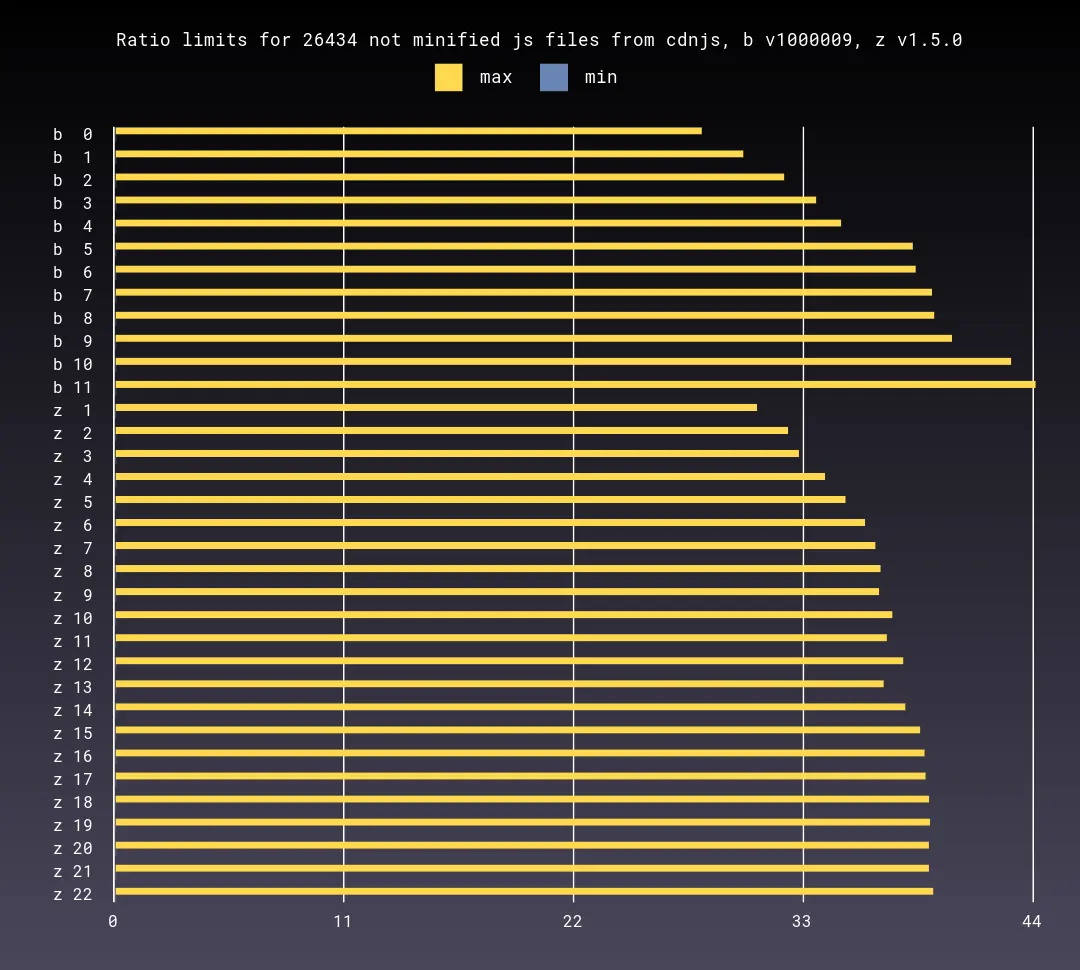 Ratio limits for 26434 not minified js files from cdnjs, b v1000009, z v1.5.0
max min
b 0
b 1
b 2
b 3
b 4
b 5
b 6
b 7
b 8
b 9
b 10
b 11
z 1
z 2
z 3
z 4
z 5
z 6
z 7
z 8
z 9
z 10
z 11
z 12
z 13
z 14
z 15
z 16
z 17
z 18
z 19
z 20
z 21
z 22
0 11 22 33 44